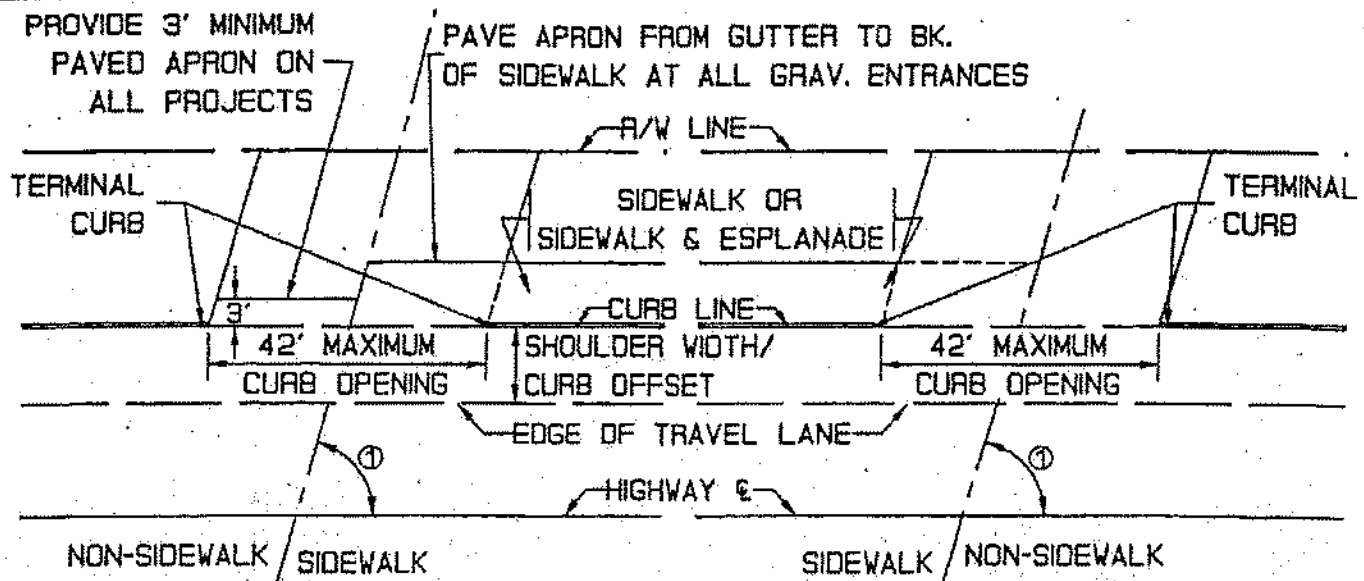 PROVIDE 3' MINIMUM
PAVED APRON ON
ALL PROJECTS
PAVE APRON FROM GUTTER TO BK.
OF SIDEWALK AT ALL GRAV. ENTRANCES
R/W LINE
TERMINAL
CURB
SIDEWALK OR
SIDEWALK & ESPLANADE
TERMINAL
CURB
3'
CURB LINE
42' MAXIMUM
CURB OPENING
SHOULDER WIDTH/
CURB OFFSET
42' MAXIMUM
CURB OPENING
EDGE OF TRAVEL LANE
①
①
HIGHWAY ℄
NON-SIDEWALK
SIDEWALK
SIDEWALK
NON-SIDEWALK